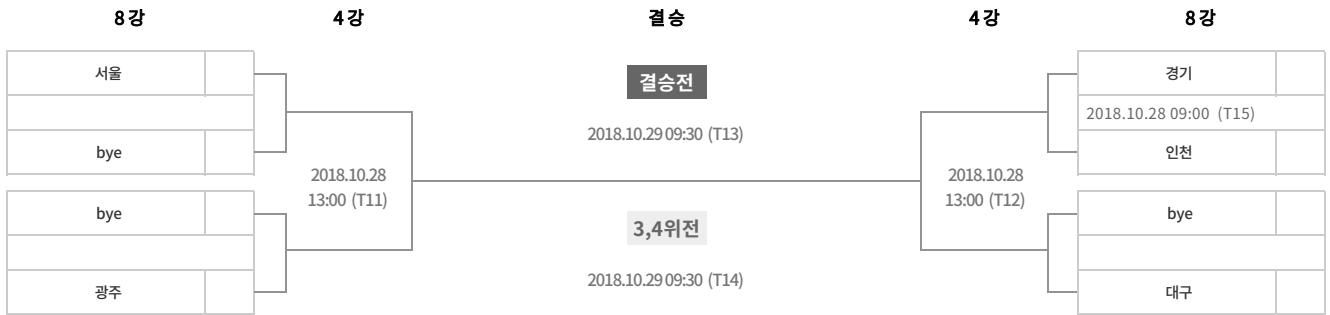 8강 4강 결승 4강 8강
서울
bye
bye
광주
2018.10.28
13:00 (T11)
결승전
2018.10.29 09:30 (T13)
3,4위전
2018.10.29 09:30 (T14)
2018.10.28
13:00 (T12)
경기
2018.10.28 09:00 (T15)
인천
bye
대구